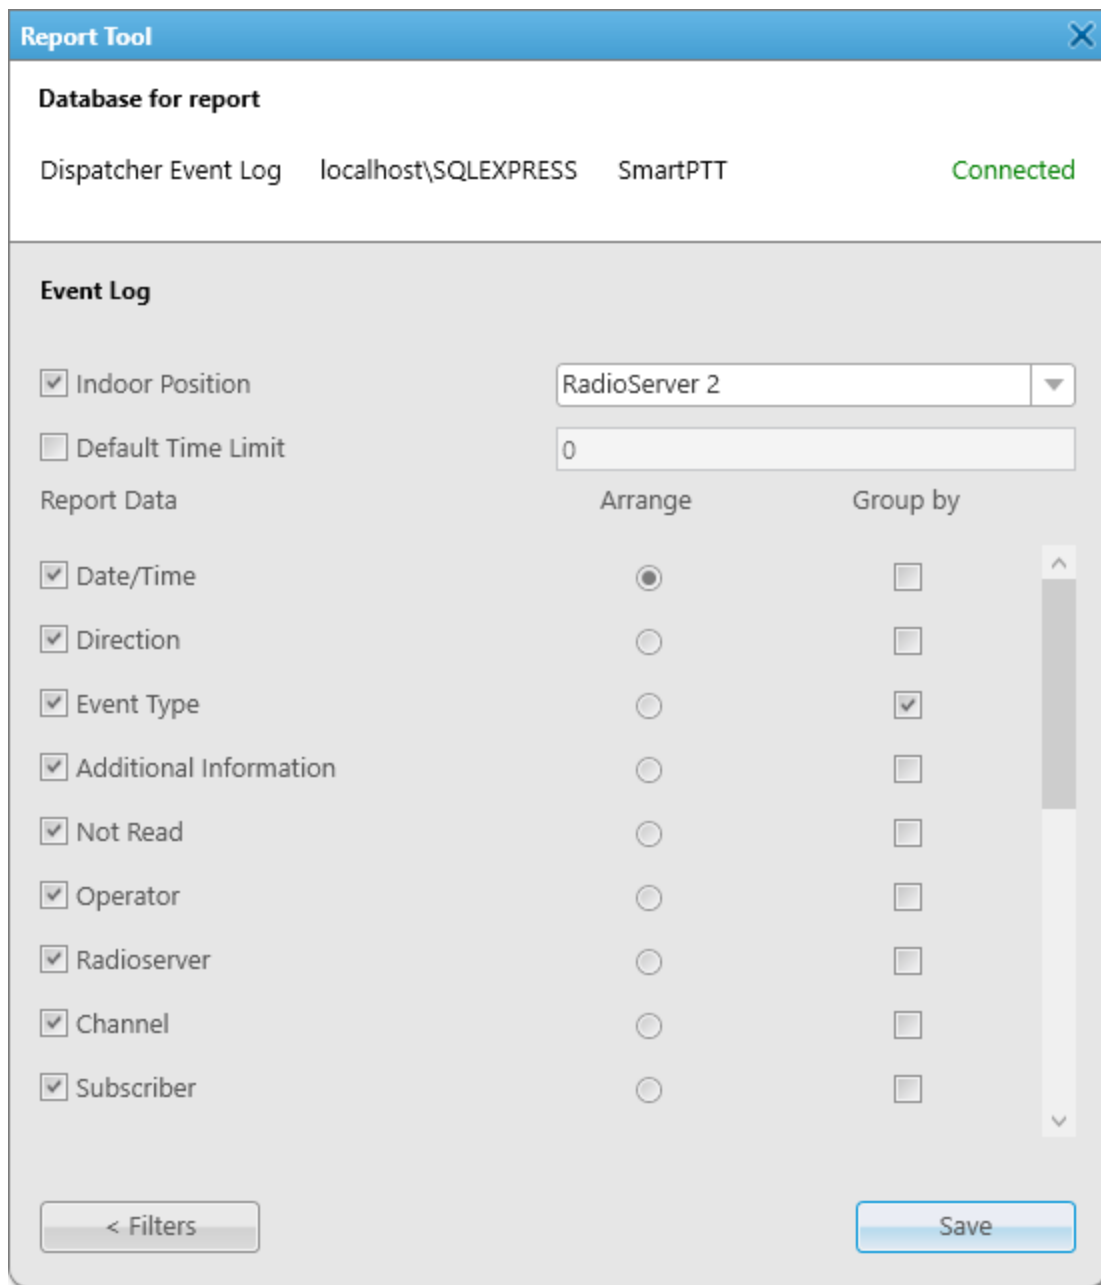 Report Tool
Database for report
Dispatcher Event Log localhost\SQLEXPRESS SmartPTT Connected
Event Log
Indoor Position RadioServer 2
Default Time Limit 0
Report Data Arrange Group by
Date/Time
Direction
Event Type
Additional Information
Not Read
Operator
Radioserver
Channel
Subscriber
< Filters Save